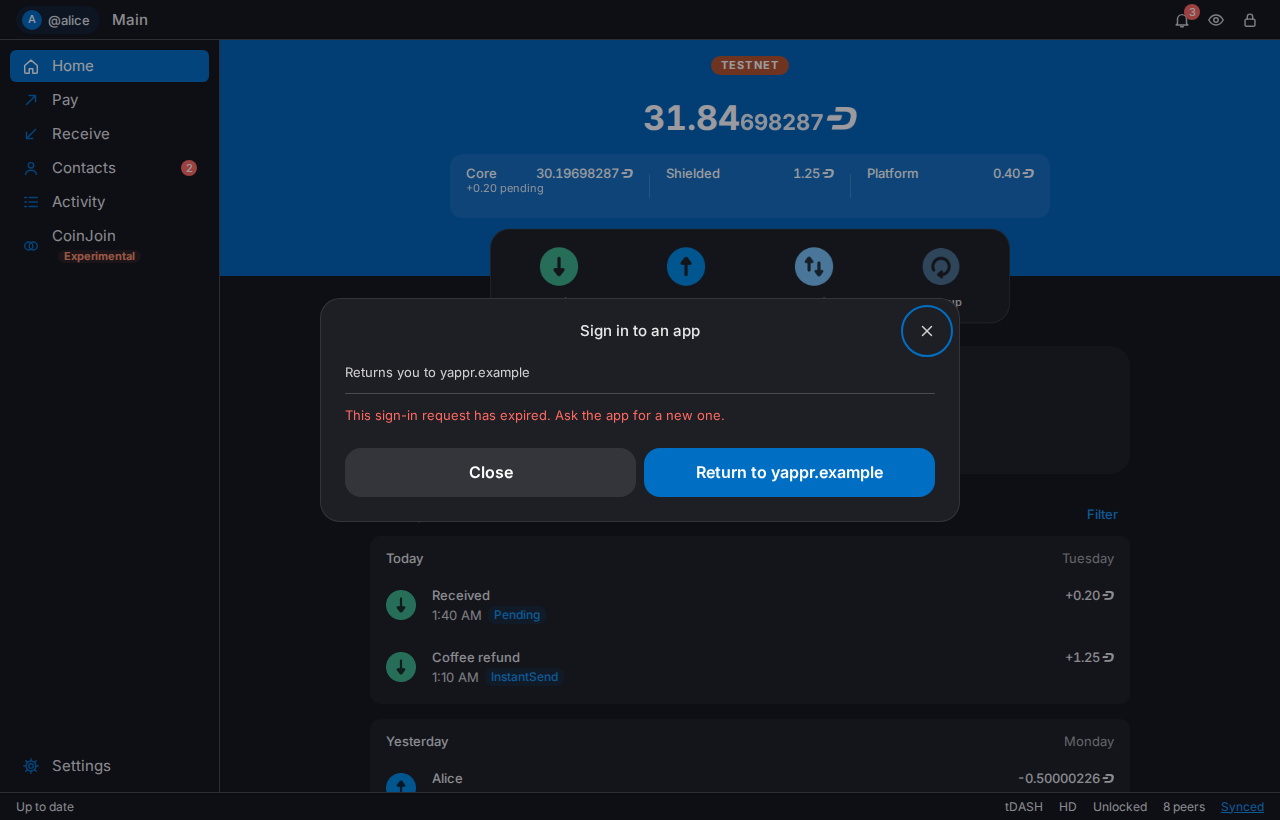 A @alice Main 3
Home
Pay
Receive
Contacts 2
Activity
CoinJoin
Experimental
Settings
TESTNET
31.84698287
Core 30.19698287
+0.20 pending
Shielded 1.25
Platform 0.40
Sign in to an app
Returns you to yappr.example
This sign-in request has expired. Ask the app for a new one.
Close
Return to yappr.example
Filter
Today Tuesday
Received +0.20
1:40 AM Pending
Coffee refund +1.25
1:10 AM InstantSend
Yesterday Monday
Alice -0.50000226
Up to date tDASH HD Unlocked 8 peers Synced